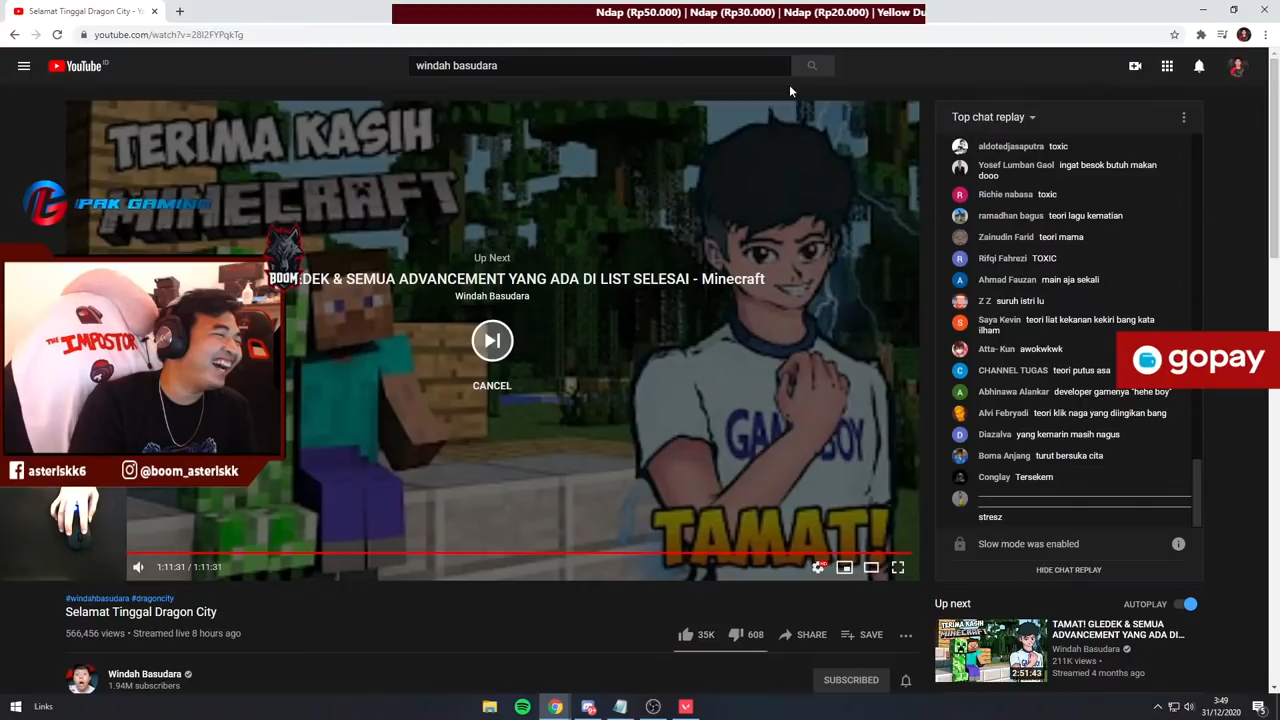 Selamat Tinggal Dragon City - Yo
Ndap (Rp50.000) | Ndap (Rp30.000) | Ndap (Rp20.000) | Yellow Du
youtube.com/watch?v=28I2FYPqkTg
YouTube ID
windah basudara
TERIMA KASIH
MINECRAFT
PAK GAMING
Up Next
BOOM
DEK & SEMUA ADVANCEMENT YANG ADA DI LIST SELESAI - Minecraft
Windah Basudara
THE IMPOSTOR
CANCEL
GAMEBOY
TAMAT!
asterlskk6
@boom_asterlskk
1:11:31 / 1:11:31
Top chat replay
aldotedjasaputra toxic
Yosef Lumban Gaol ingat besok butuh makan
dooo
R Richie nabasa toxic
ramadhan bagus teori lagu kematian
Zainudin Farid teori mama
R Rifqi Fahrezi TOXIC
A Ahmad Fauzan main aja sekali
Z Z suruh istri lu
S Saya Kevin teori liat kekanan kekiri bang kata
ilham
Atta- Kun awokwkwk
C CHANNEL TUGAS teori putus asa
A Abhinawa Alankar developer gamenya "hehe boy"
Alvi Febryadi teori klik naga yang diingikan bang
D Diazalva yang kemarin masih nagus
Boma Anjang turut bersuka cita
Conglay Tersekem
stresz
gopay
Slow mode was enabled
HIDE CHAT REPLAY
#windahbasudara #dragoncity
Selamat Tinggal Dragon City
566,456 views • Streamed live 8 hours ago
35K 608 SHARE SAVE
Windah Basudara
1.94M subscribers
SUBSCRIBED
Up next
AUTOPLAY
TERIMA KASIH
2:51:43
TAMAT! GLEDEK & SEMUA
ADVANCEMENT YANG ADA DI...
Windah Basudara
211K views •
Streamed 4 months ago
Links
3:49
31/12/2020
5